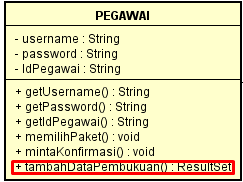 PEGAWAI
- username : String
- password : String
- IdPegawai : String
+ getUsername() : String
+ getPassword() : String
+ getIdPegawai() : String
+ memilihPaket() : void
+ mintaKonfirmasi() : void
+ tambahDataPembukuan() : ResultSet